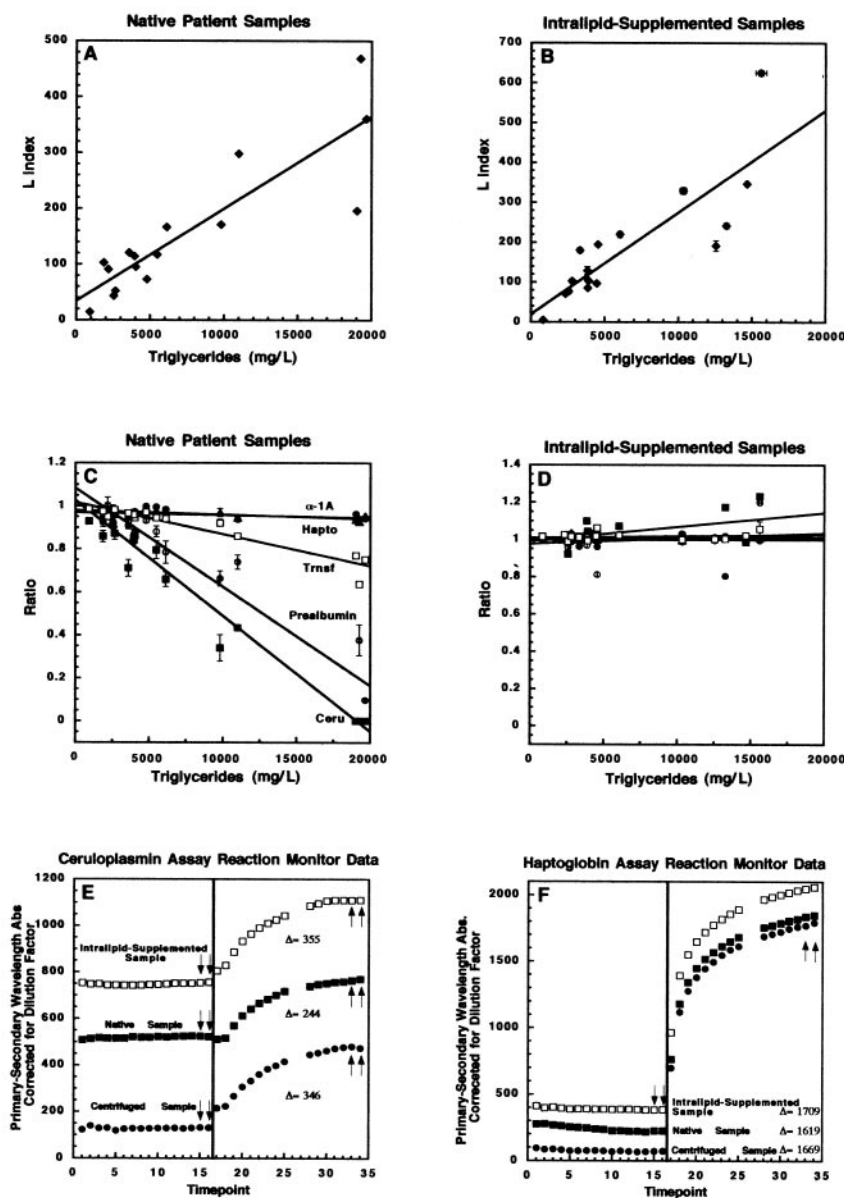 Native Patient Samples
A
L Index
500
400
300
200
100
0
0 5000 10000 15000 20000
Triglycerides (mg/L)
Intralipid-Supplemented Samples
B
L Index
700
600
500
400
300
200
100
0
0 5000 10000 15000 20000
Triglycerides (mg/L)
Native Patient Samples
C
Ratio
1.2
1
0.8
0.6
0.4
0.2
0
α-1A
Hapto
Trnsf
Prealbumin
Ceru
0 5000 10000 15000 20000
Triglycerides (mg/L)
Intralipid-Supplemented Samples
D
Ratio
1.4
1.2
1
0.8
0.6
0.4
0.2
0
0 5000 10000 15000 20000
Triglycerides (mg/L)
Ceruloplasmin Assay Reaction Monitor Data
E
Primary-Secondary Wavelength Abs
Corrected for Dilution Factor
1200
1000
800
600
400
200
0
Intralipid-Supplemented
Sample
Δ= 355
Native Sample
Δ= 244
Centrifuged Sample
Δ= 346
0 5 10 15 20 25 30 35
Timepoint
Haptoglobin Assay Reaction Monitor Data
F
Primary-Secondary Wavelength Abs.
Correceted for Dilution Factor
2000
1500
1000
500
0
Intralipid-Supplemented
Sample Δ= 1709
Native Sample Δ= 1619
Centrifuged Sample Δ= 1669
0 5 10 15 20 25 30 35
Timepoint